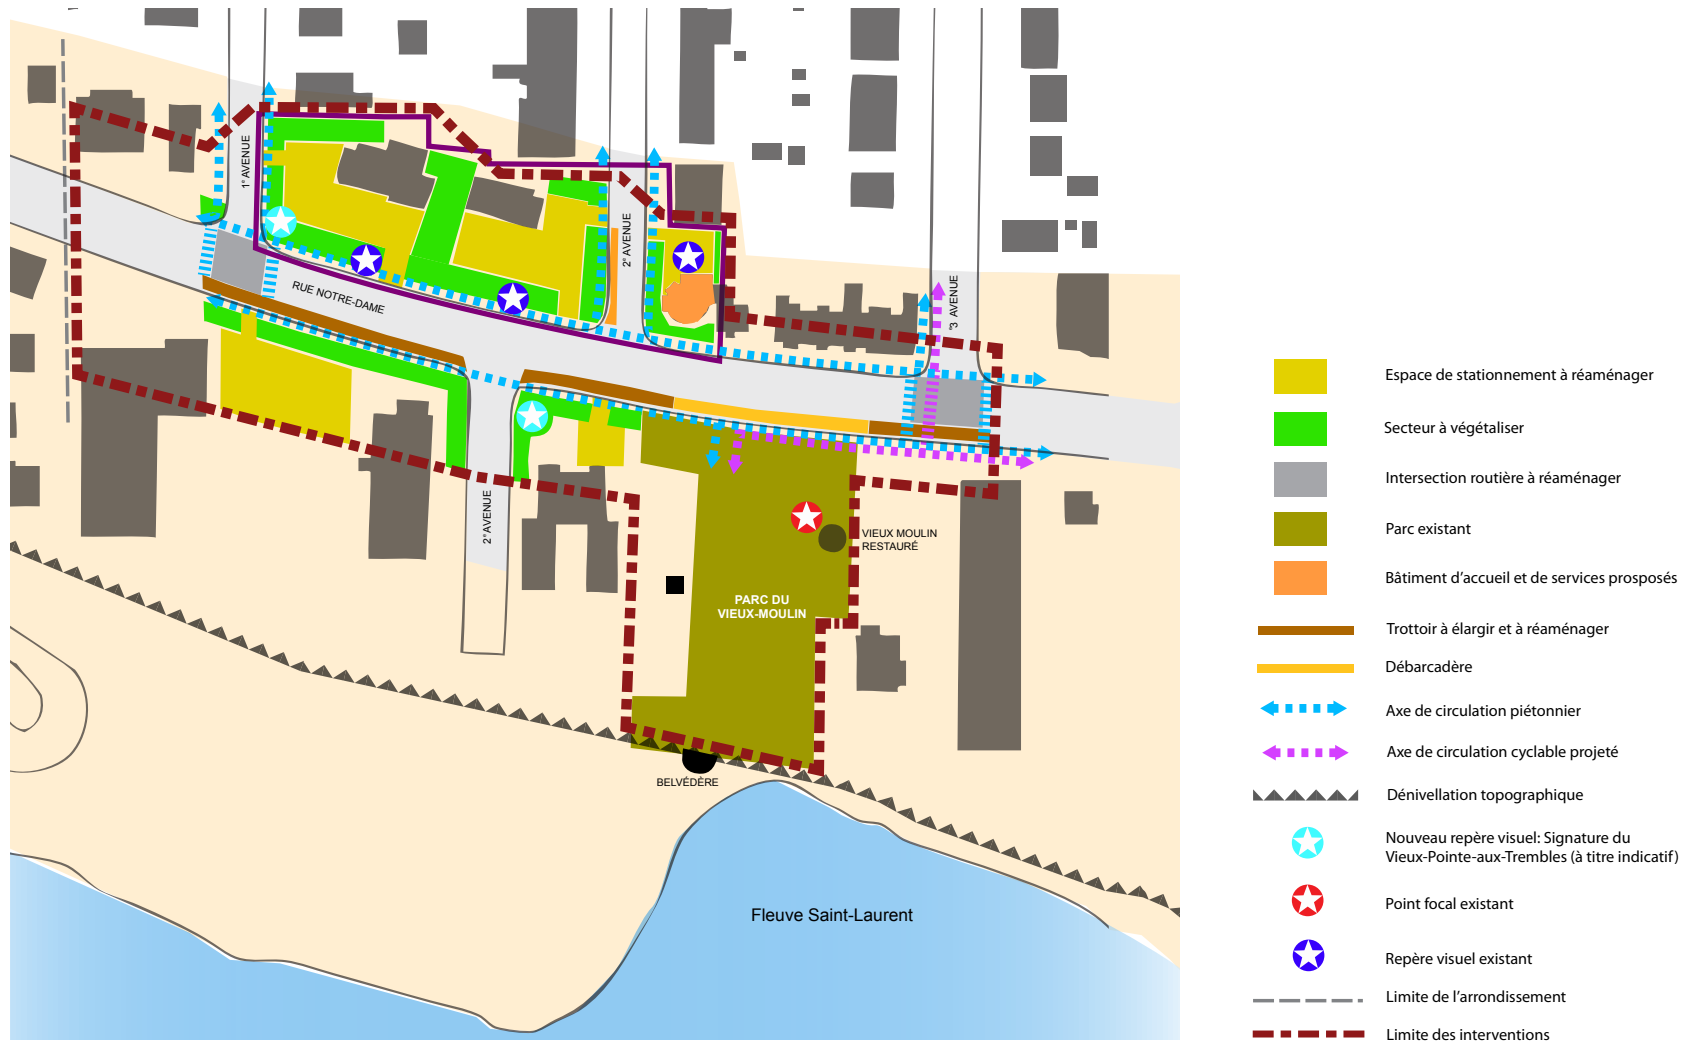 1e AVENUE
2e AVENUE
RUE NOTRE-DAME
3e AVENUE
2e AVENUE
VIEUX MOULIN
RESTAURÉ
PARC DU
VIEUX-MOULIN
BELVÉDÈRE
Fleuve Saint-Laurent
Espace de stationnement à réaménager
Secteur à végétaliser
Intersection routière à réaménager
Parc existant
Bâtiment d'accueil et de services prosposés
Trottoir à élargir et à réaménager
Débarcadère
Axe de circulation piétonnier
Axe de circulation cyclable projeté
Dénivellation topographique
Nouveau repère visuel: Signature du
Vieux-Pointe-aux-Trembles (à titre indicatif)
Point focal existant
Repère visuel existant
Limite de l'arrondissement
Limite des interventions